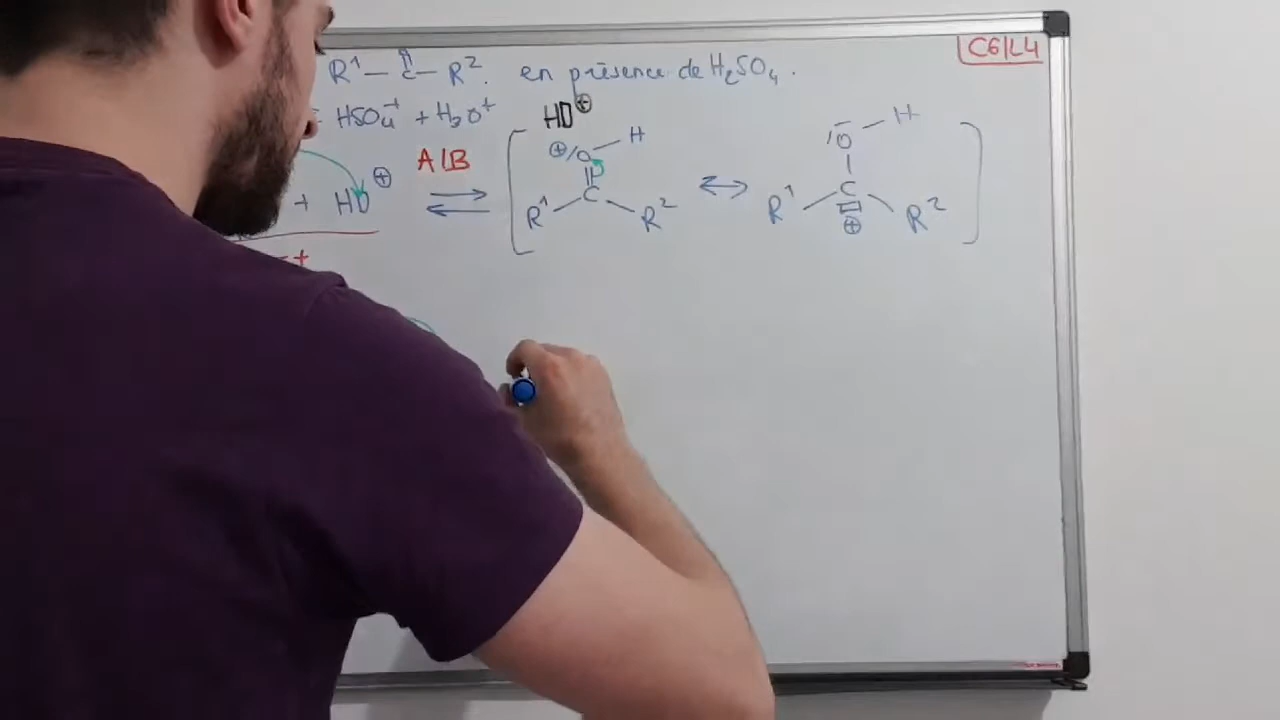 C6/L4
R¹ — C — R². en présence de H₂SO₄.
HSO₄⁻ + H₃O⁺
HO⊕
A/B
+ HO⊕ ⇌ [ ⊕/O — H ↔ /O — H ]
C C
R¹ R² R¹ ⊕ R²
+